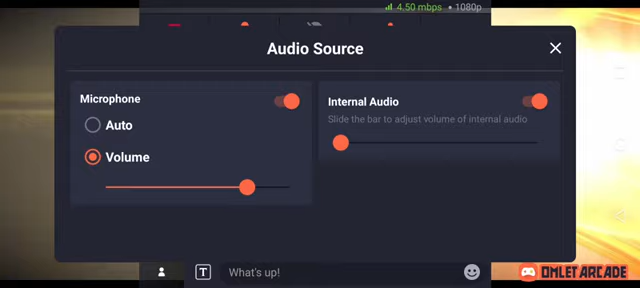 4.50 mbps • 1080p
Audio Source
Microphone
Auto
Volume
Internal Audio
Slide the bar to adjust volume of internal audio
T
What's up!
OMLET ARCADE